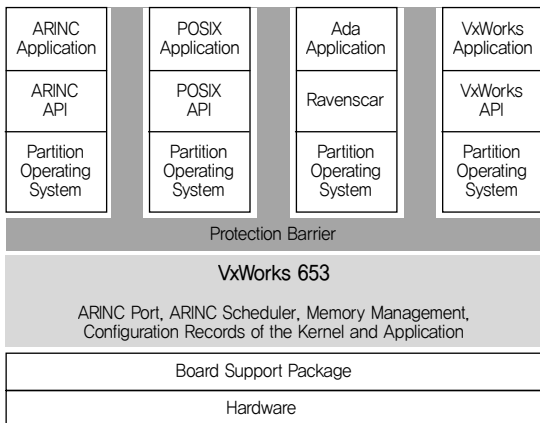 ARINC
Application
POSIX
Application
Ada
Application
VxWorks
Application
ARINC
API
POSIX
API
Ravenscar
VxWorks
API
Partition
Operating
System
Partition
Operating
System
Partition
Operating
System
Partition
Operating
System
Protection Barrier
VxWorks 653
ARINC Port, ARINC Scheduler, Memory Management,
Configuration Records of the Kernel and Application
Board Support Package
Hardware